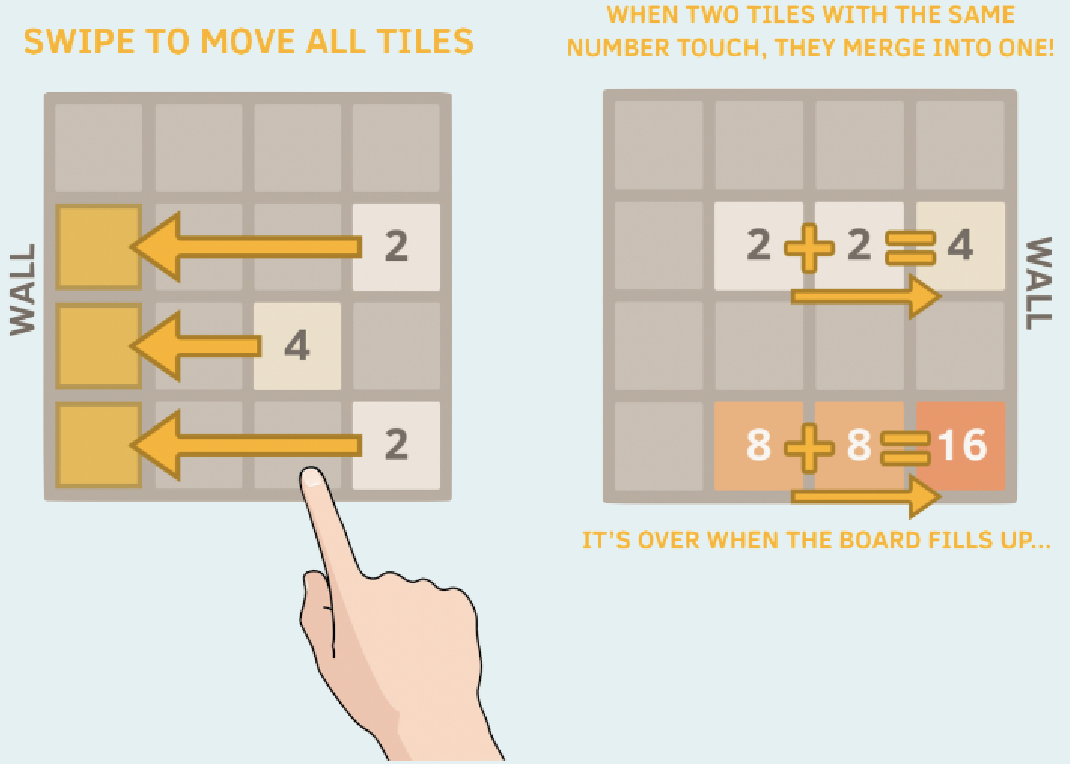 SWIPE TO MOVE ALL TILES
WALL
2
4
2
WHEN TWO TILES WITH THE SAME
NUMBER TOUCH, THEY MERGE INTO ONE!
2 + 2 = 4
8 + 8 = 16
WALL
IT'S OVER WHEN THE BOARD FILLS UP...